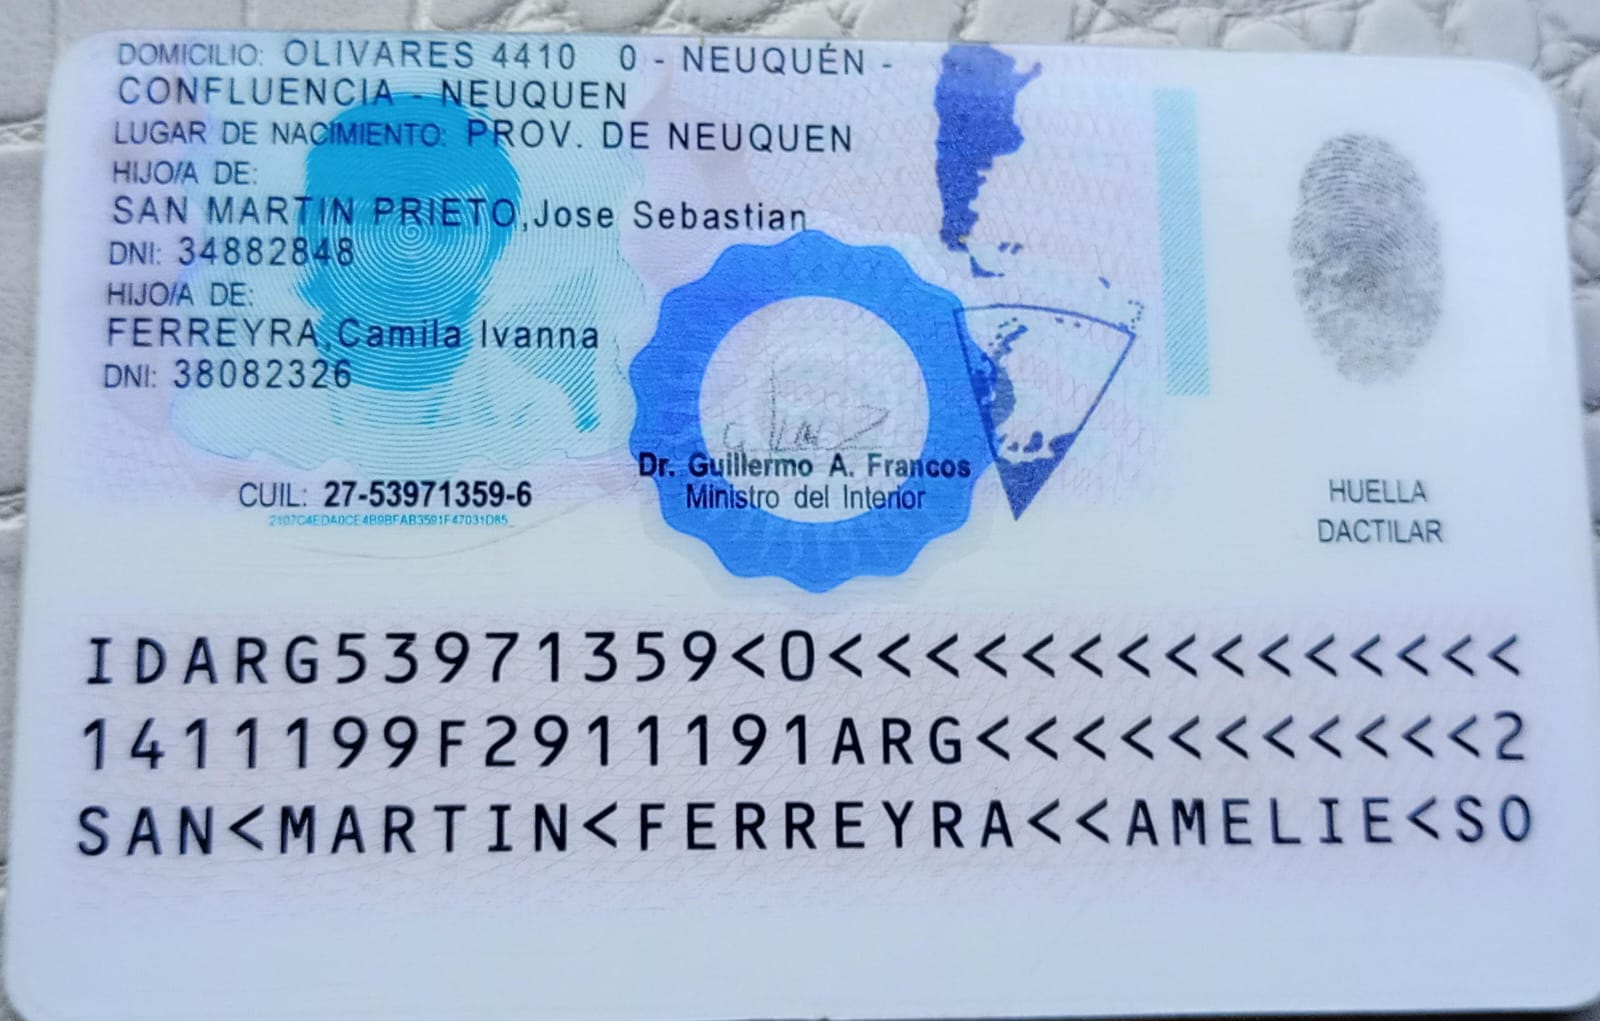 DOMICILIO: OLIVARES 4410 0 - NEUQUÉN -
CONFLUENCIA - NEUQUEN
LUGAR DE NACIMIENTO: PROV. DE NEUQUEN
HIJO/A DE:
SAN MARTIN PRIETO,Jose Sebastian
DNI: 34882848
HIJO/A DE:
FERREYRA,Camila Ivanna
DNI: 38082326
CUIL: 27-53971359-6
2107C4EDA0CE4B9BFAB3591F47031D85
Dr. Guillermo A. Francos
Ministro del Interior
HUELLA
DACTILAR
IDARG53971359<0<<<<<<<<<<<<<<<
1411199F2911191ARG<<<<<<<<<<<2
SAN<MARTIN<FERREYRA<<AMELIE<SO